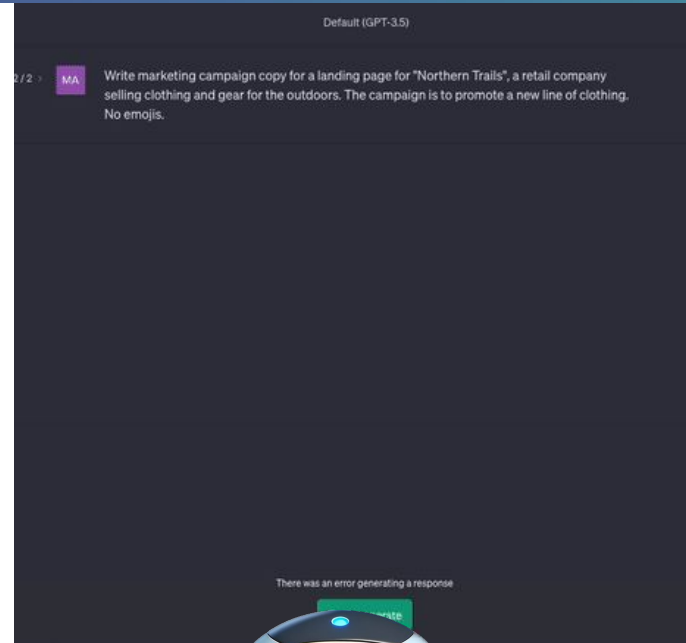 Default (GPT-3.5)
2 / 2 >
MA
Write marketing campaign copy for a landing page for "Northern Trails", a retail company
selling clothing and gear for the outdoors. The campaign is to promote a new line of clothing.
No emojis.
There was an error generating a response